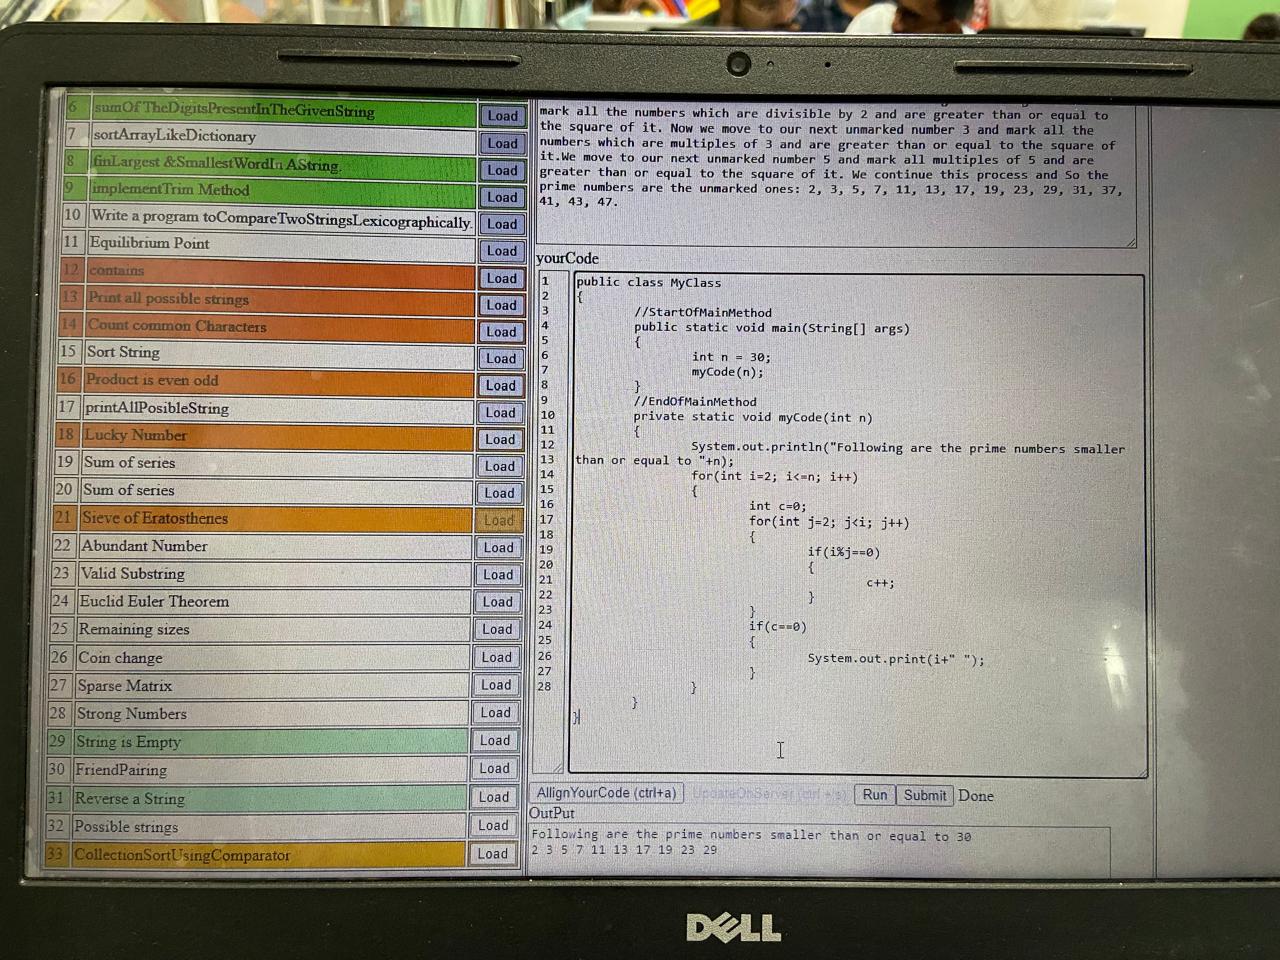 6 sumOfTheDigitsPresentInTheGivenString Load
7 sortArrayLikeDictionary Load
8 finLargest &SmallestWordIn AString. Load
9 implementTrim Method Load
10 Write a program toCompareTwoStringsLexicographically. Load
11 Equilibrium Point Load
12 contains Load
13 Print all possible strings Load
14 Count common Characters Load
15 Sort String Load
16 Product is even odd Load
17 printAllPosibleString Load
18 Lucky Number Load
19 Sum of series Load
20 Sum of series Load
21 Sieve of Eratosthenes Load
22 Abundant Number Load
23 Valid Substring Load
24 Euclid Euler Theorem Load
25 Remaining sizes Load
26 Coin change Load
27 Sparse Matrix Load
28 Strong Numbers Load
29 String is Empty Load
30 FriendPairing Load
31 Reverse a String Load
32 Possible strings Load
33 CollectionSortUsingComparator Load
mark all the numbers which are divisible by 2 and are greater than or equal to
the square of it. Now we move to our next unmarked number 3 and mark all the
numbers which are multiples of 3 and are greater than or equal to the square of
it.We move to our next unmarked number 5 and mark all multiples of 5 and are
greater than or equal to the square of it. We continue this process and So the
prime numbers are the unmarked ones: 2, 3, 5, 7, 11, 13, 17, 19, 23, 29, 31, 37,
41, 43, 47.
yourCode
1 public class MyClass
2 {
3 //StartOfMainMethod
4 public static void main(String[] args)
5 {
6 int n = 30;
7 myCode(n);
8 }
9 //EndOfMainMethod
10 private static void myCode(int n)
11 {
12 System.out.println("Following are the prime numbers smaller
13 than or equal to "+n);
14 for(int i=2; i<=n; i++)
15 {
16 int c=0;
17 for(int j=2; j<i; j++)
18 {
19 if(i%j==0)
20 {
21 c++;
22 }
23 }
24 if(c==0)
25 {
26 System.out.print(i+" ");
27 }
28 }
}
}
AllignYourCode (ctrl+a) UpdateOnServer (ctrl + s) Run Submit Done
OutPut
Following are the prime numbers smaller than or equal to 30
2 3 5 7 11 13 17 19 23 29
DELL